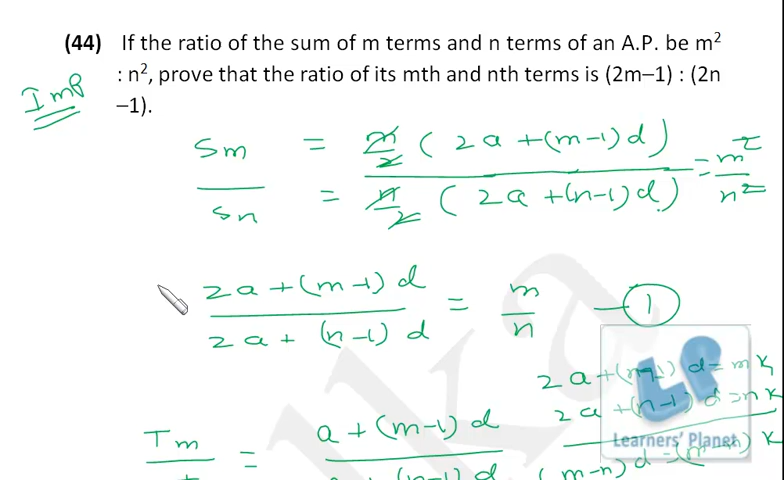 (44) If the ratio of the sum of m terms and n terms of an A.P. be m²
: n², prove that the ratio of its mth and nth terms is (2m–1) : (2n
–1).
Imp
Sm = m/2 (2a+(m-1)d) = m²
Sn = n/2 (2a+(n-1)d) n²
2a+(m-1)d = m — 1
2a+(n-1)d n
2a+(m-1)d=mk
2a+(n-1)d=nk
Learners' Planet
Tm = a+(m-1)d
(n-1)d (m-n)d k